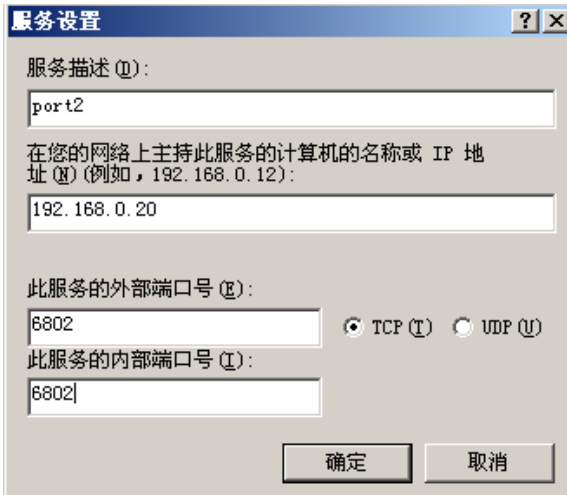 服务设置
服务描述(D):
port2
在您的网络上主持此服务的计算机的名称或 IP 地
址(N)(例如，192.168.0.12):
192.168.0.20
此服务的外部端口号(E):
6802
TCP(T) UDP(U)
此服务的内部端口号(I):
6802
确定 取消